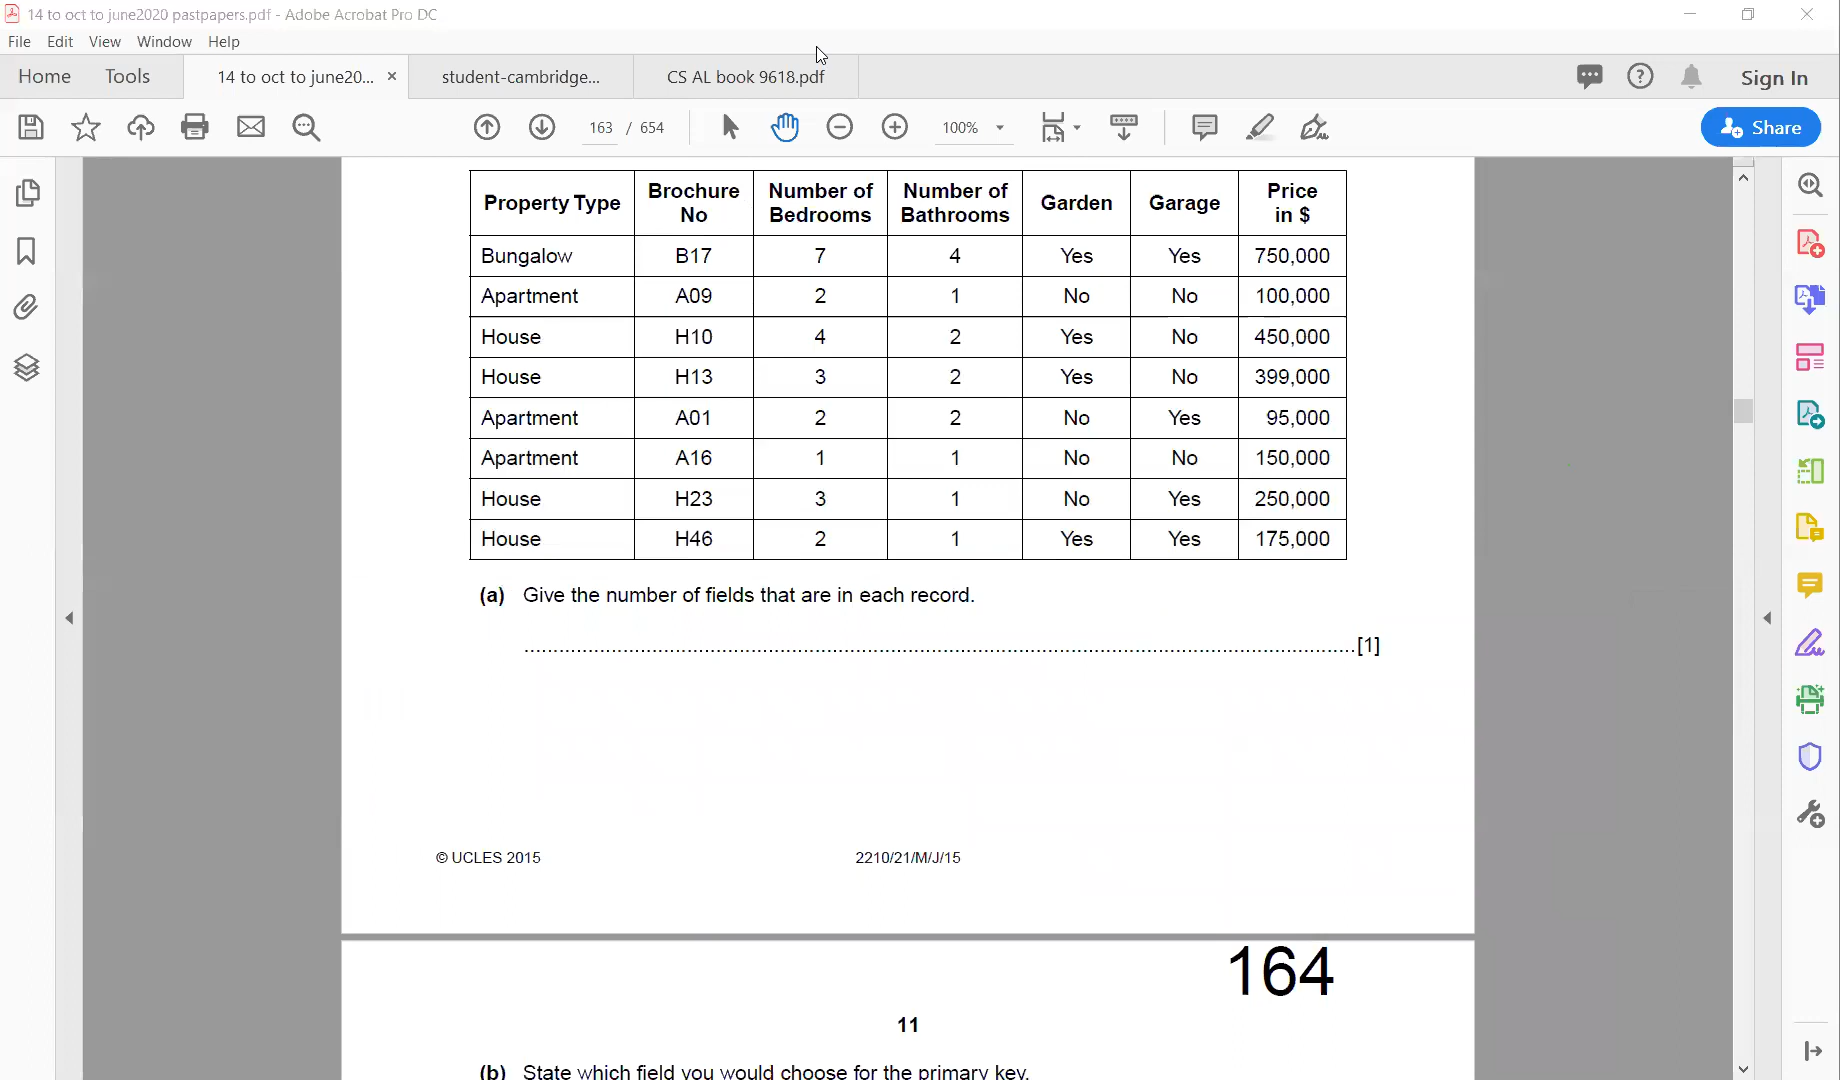 14 to oct to june2020 pastpapers.pdf - Adobe Acrobat Pro DC
File Edit View Window Help
Home Tools 14 to oct to june20... × student-cambridge... CS AL book 9618.pdf Sign In
163 / 654 100% Share
Property Type Brochure No Number of Bedrooms Number of Bathrooms Garden Garage Price in $
Bungalow B17 7 4 Yes Yes 750,000
Apartment A09 2 1 No No 100,000
House H10 4 2 Yes No 450,000
House H13 3 2 Yes No 399,000
Apartment A01 2 2 No Yes 95,000
Apartment A16 1 1 No No 150,000
House H23 3 1 No Yes 250,000
House H46 2 1 Yes Yes 175,000
(a) Give the number of fields that are in each record.
[1]
© UCLES 2015 2210/21/M/J/15
164
11
(b) State which field you would choose for the primary key.